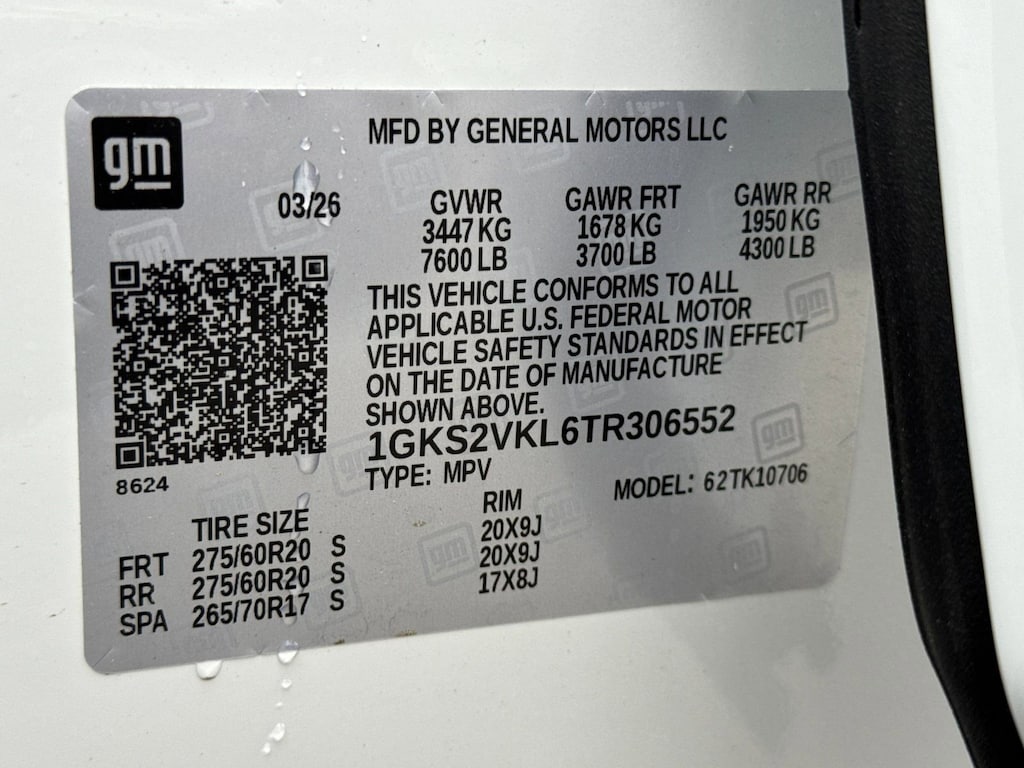 gm
MFD BY GENERAL MOTORS LLC
03/26
GVWR GAWR FRT GAWR RR
3447 KG 1678 KG 1950 KG
7600 LB 3700 LB 4300 LB
THIS VEHICLE CONFORMS TO ALL
APPLICABLE U.S. FEDERAL MOTOR
VEHICLE SAFETY STANDARDS IN EFFECT
ON THE DATE OF MANUFACTURE
SHOWN ABOVE.
1GKS2VKL6TR306552
8624
TYPE: MPV MODEL: 62TK10706
TIRE SIZE RIM
FRT 275/60R20 S 20X9J
RR 275/60R20 S 20X9J
SPA 265/70R17 S 17X8J